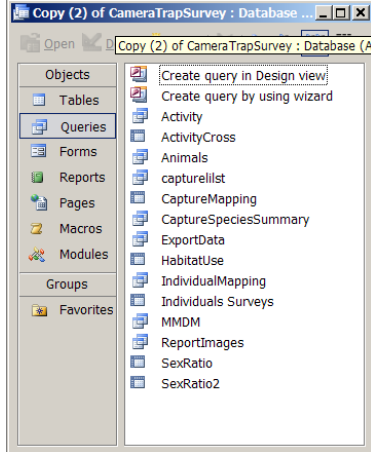 Copy (2) of CameraTrapSurvey : Database ...
Open D
Copy (2) of CameraTrapSurvey : Database (A
Objects
Tables
Queries
Forms
Reports
Pages
Macros
Modules
Groups
Favorites
Create query in Design view
Create query by using wizard
Activity
ActivityCross
Animals
capturelilst
CaptureMapping
CaptureSpeciesSummary
ExportData
HabitatUse
IndividualMapping
Individuals Surveys
MMDM
ReportImages
SexRatio
SexRatio2